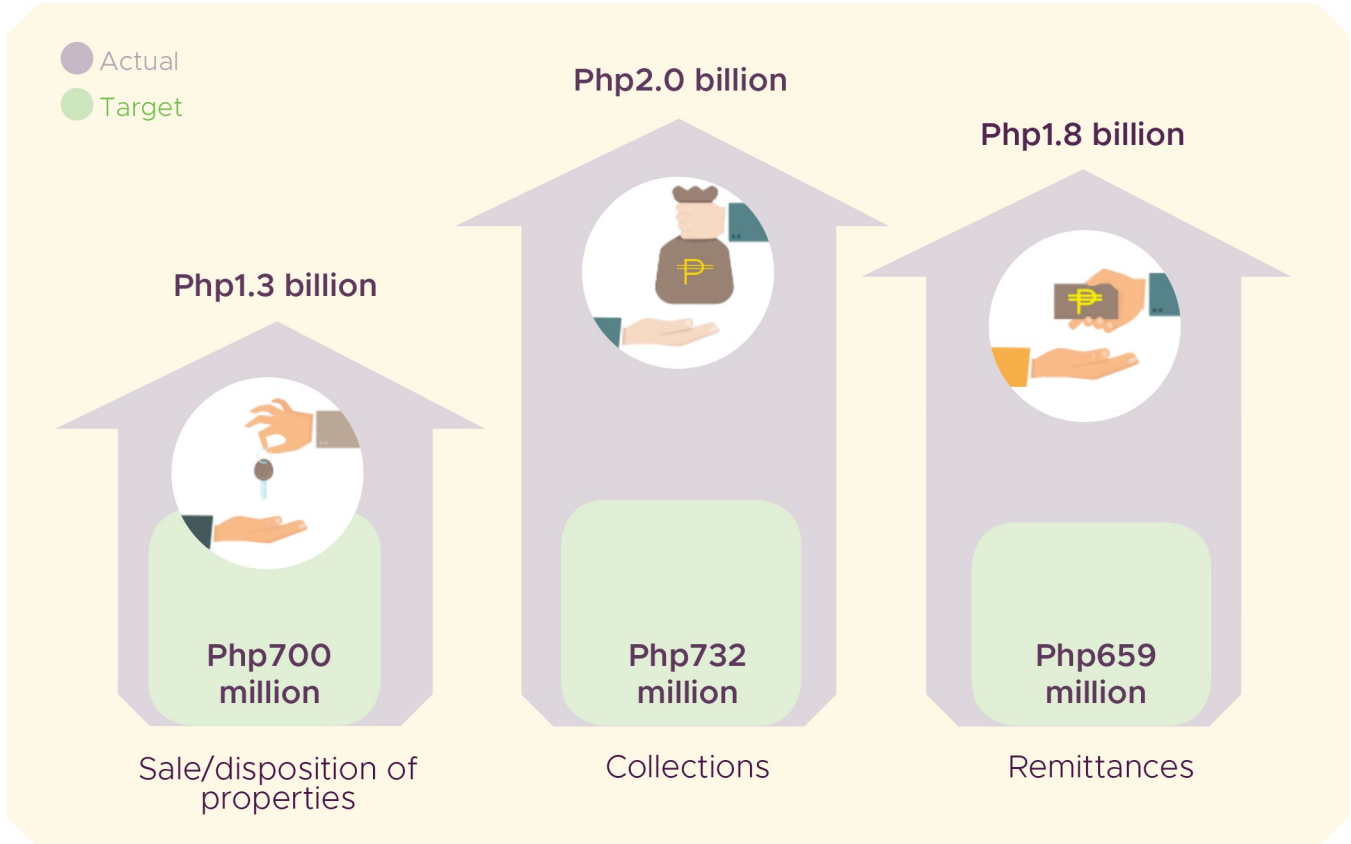 Actual
Target
Php2.0 billion
Php1.8 billion
Php1.3 billion
Php700
million
Php732
million
Php659
million
Sale/disposition of
properties
Collections
Remittances